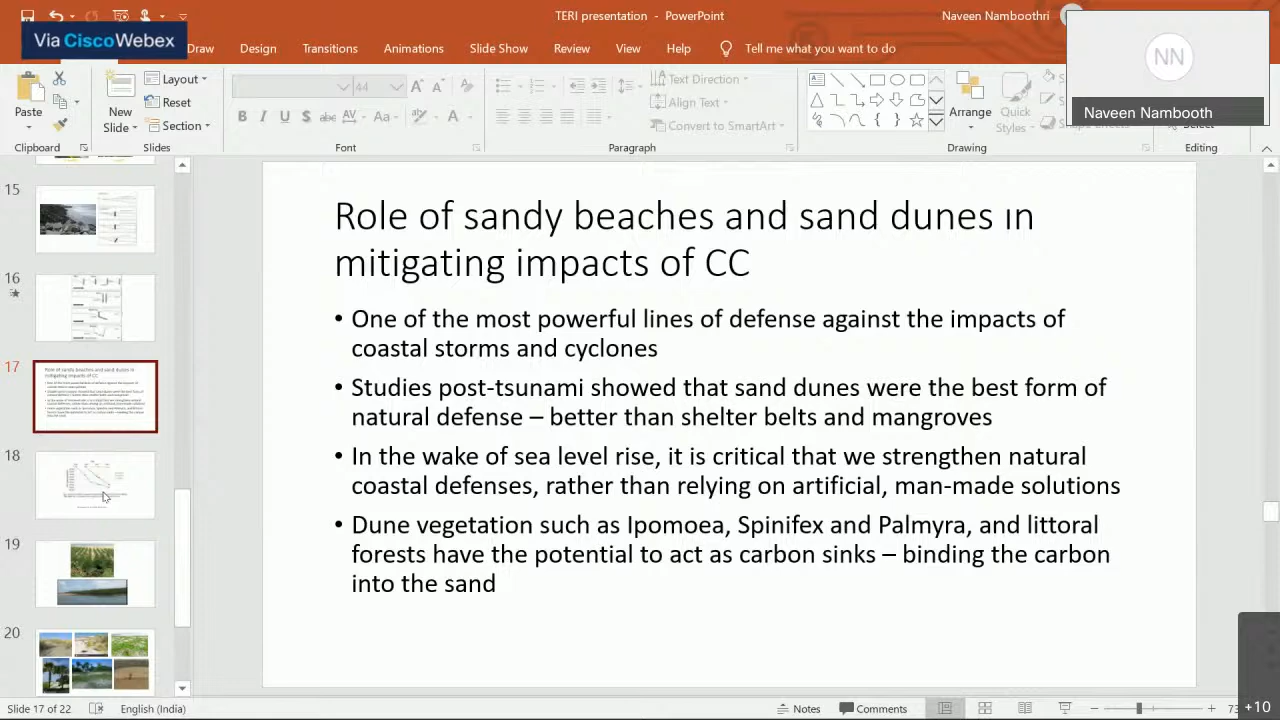 TERI presentation - PowerPoint
Naveen Namboothri
Via CiscoWebex
Draw Design Transitions Animations Slide Show Review View Help Tell me what you want to do
NN
Naveen Nambooth
Paste
New
Slide
Layout
Reset
Section
44
Text Direction
Align Text
Convert to SmartArt
Arrange
Quick
Styles
Clipboard Slides Font Paragraph Drawing Editing
15
16
17
18
19
20
Role of sandy beaches and sand dunes in
mitigating impacts of CC
• One of the most powerful lines of defense against the impacts of
coastal storms and cyclones
• Studies post-tsunami showed that sand dunes were the best form of
natural defense – better than shelter belts and mangroves
• In the wake of sea level rise, it is critical that we strengthen natural
coastal defenses, rather than relying on artificial, man-made solutions
• Dune vegetation such as Ipomoea, Spinifex and Palmyra, and littoral
forests have the potential to act as carbon sinks – binding the carbon
into the sand
Slide 17 of 22 English (India) Notes Comments
+10